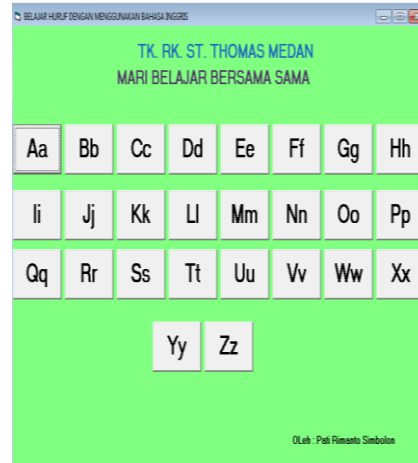 BELAJAR HURUF DENGAN MENGGUNAKAN BAHASA INGGRIS
TK. RK. ST. THOMAS MEDAN
MARI BELAJAR BERSAMA SAMA
Aa Bb Cc Dd Ee Ff Gg Hh
Ii Jj Kk Ll Mm Nn Oo Pp
Qq Rr Ss Tt Uu Vv Ww Xx
Yy Zz
OLeh : Pati Rimanto Simbolon